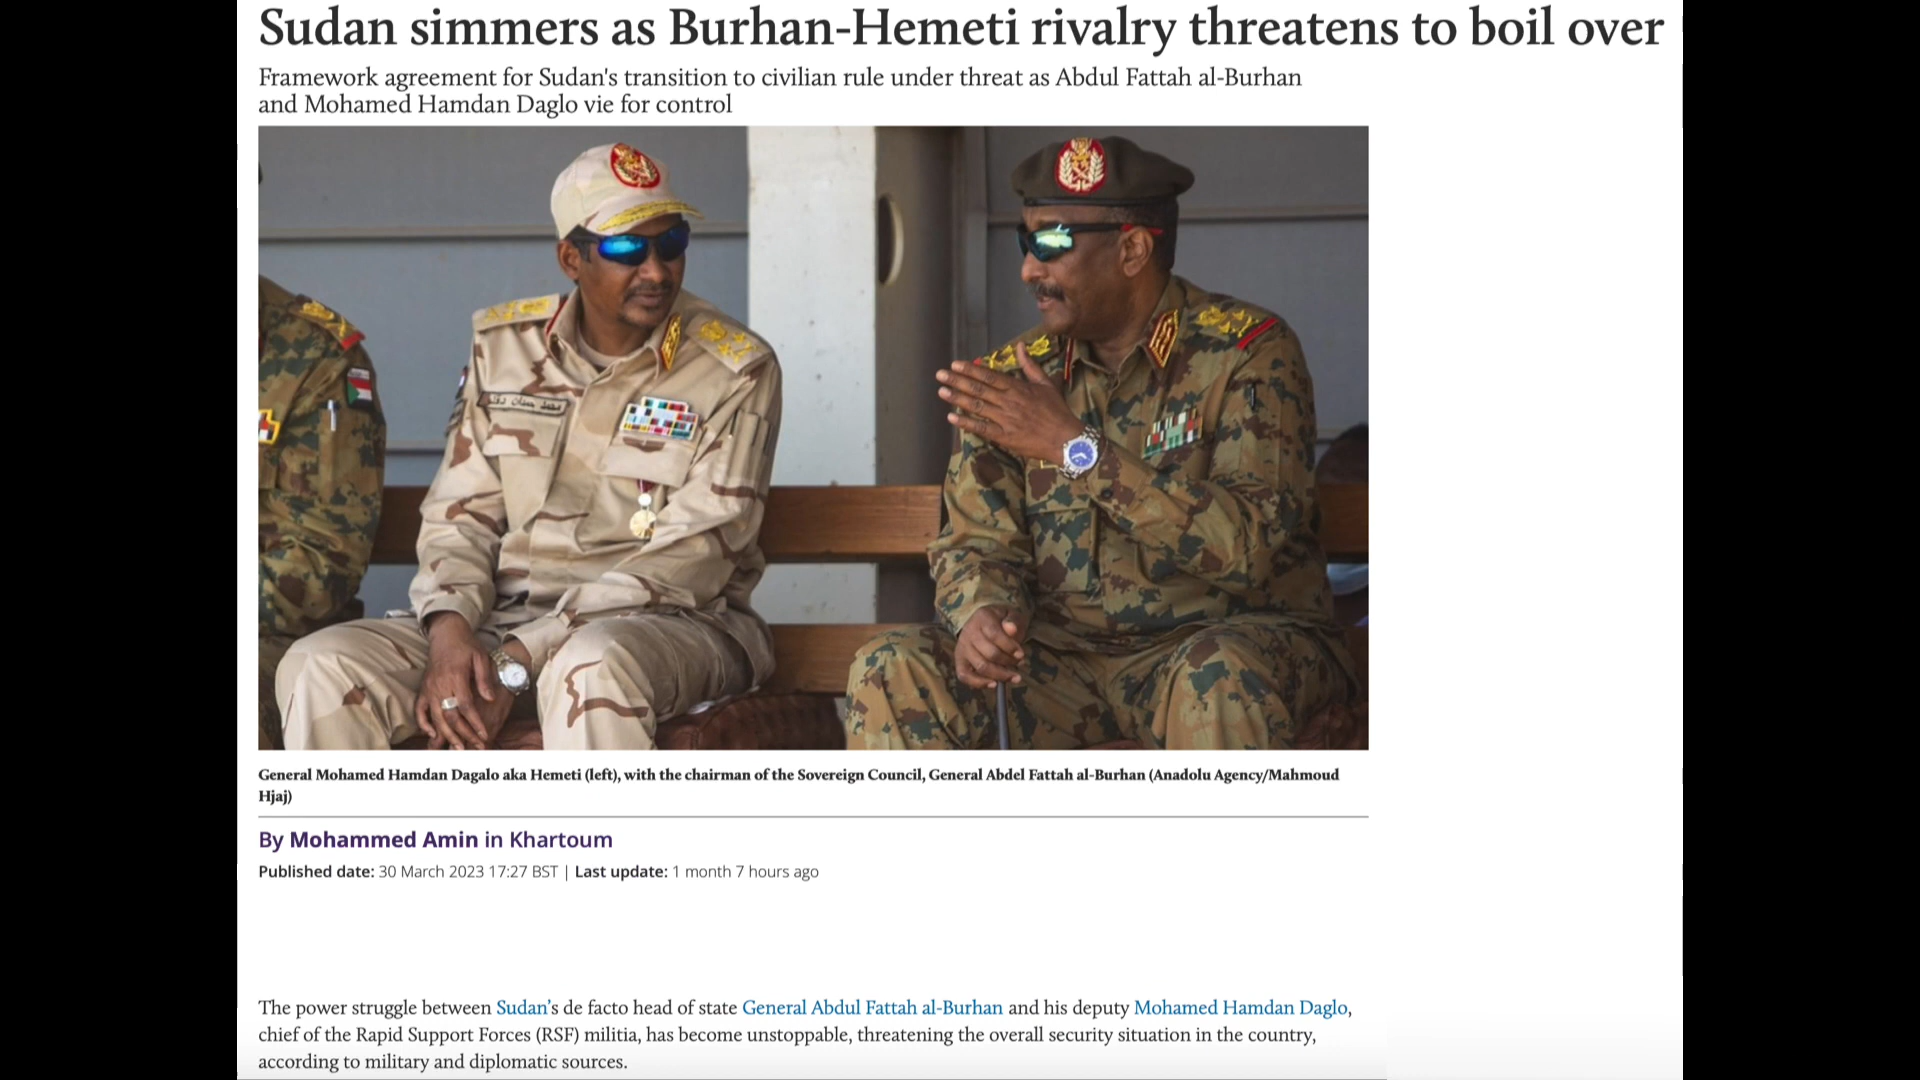 Sudan simmers as Burhan-Hemeti rivalry threatens to boil over
Framework agreement for Sudan's transition to civilian rule under threat as Abdul Fattah al-Burhan
and Mohamed Hamdan Daglo vie for control
General Mohamed Hamdan Dagalo aka Hemeti (left), with the chairman of the Sovereign Council, General Abdel Fattah al-Burhan (Anadolu Agency/Mahmoud
Hjaj)
By Mohammed Amin in Khartoum
Published date: 30 March 2023 17:27 BST | Last update: 1 month 7 hours ago
The power struggle between Sudan's de facto head of state General Abdul Fattah al-Burhan and his deputy Mohamed Hamdan Daglo,
chief of the Rapid Support Forces (RSF) militia, has become unstoppable, threatening the overall security situation in the country,
according to military and diplomatic sources.